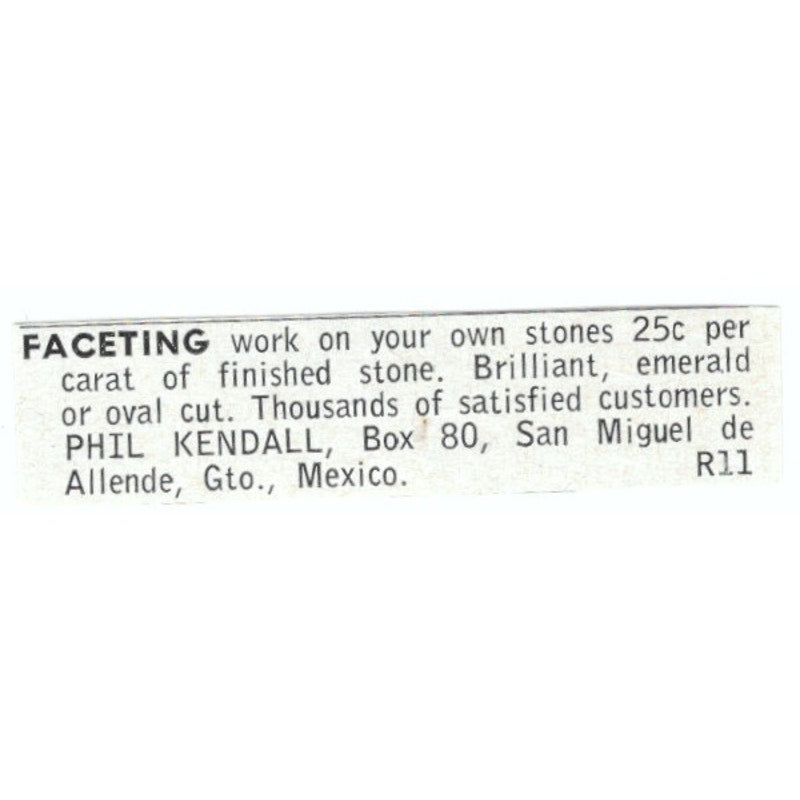 FACETING work on your own stones 25c per
carat of finished stone. Brilliant, emerald
or oval cut. Thousands of satisfied customers.
PHIL KENDALL, Box 80, San Miguel de
Allende, Gto., Mexico. R11